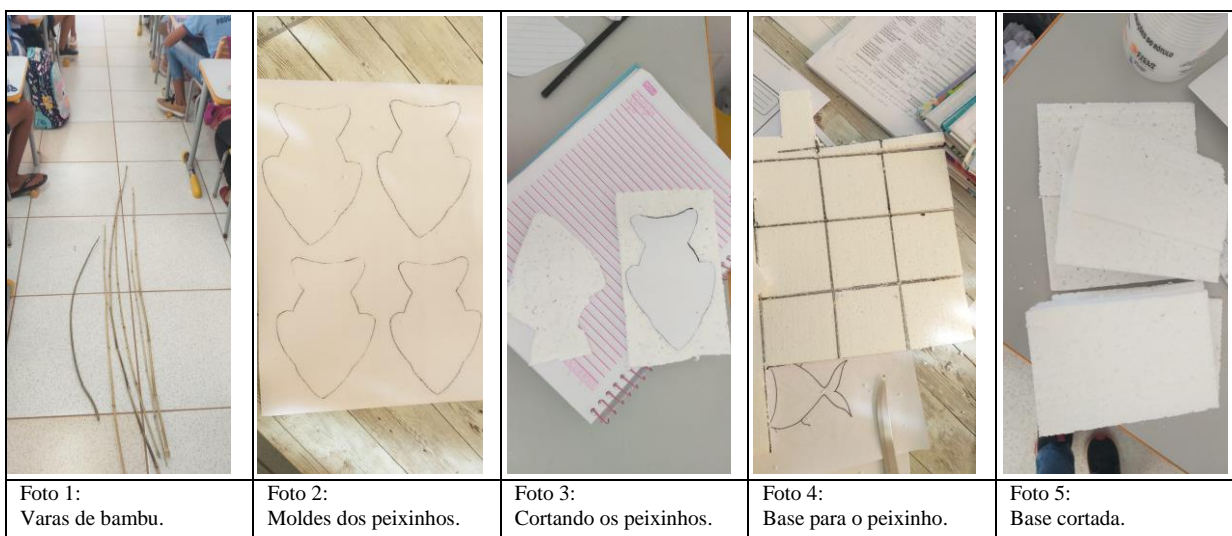 Foto 1:
Varas de bambu.
Foto 2:
Moldes dos peixinhos.
Foto 3:
Cortando os peixinhos.
Foto 4:
Base para o peixinho.
Foto 5:
Base cortada.